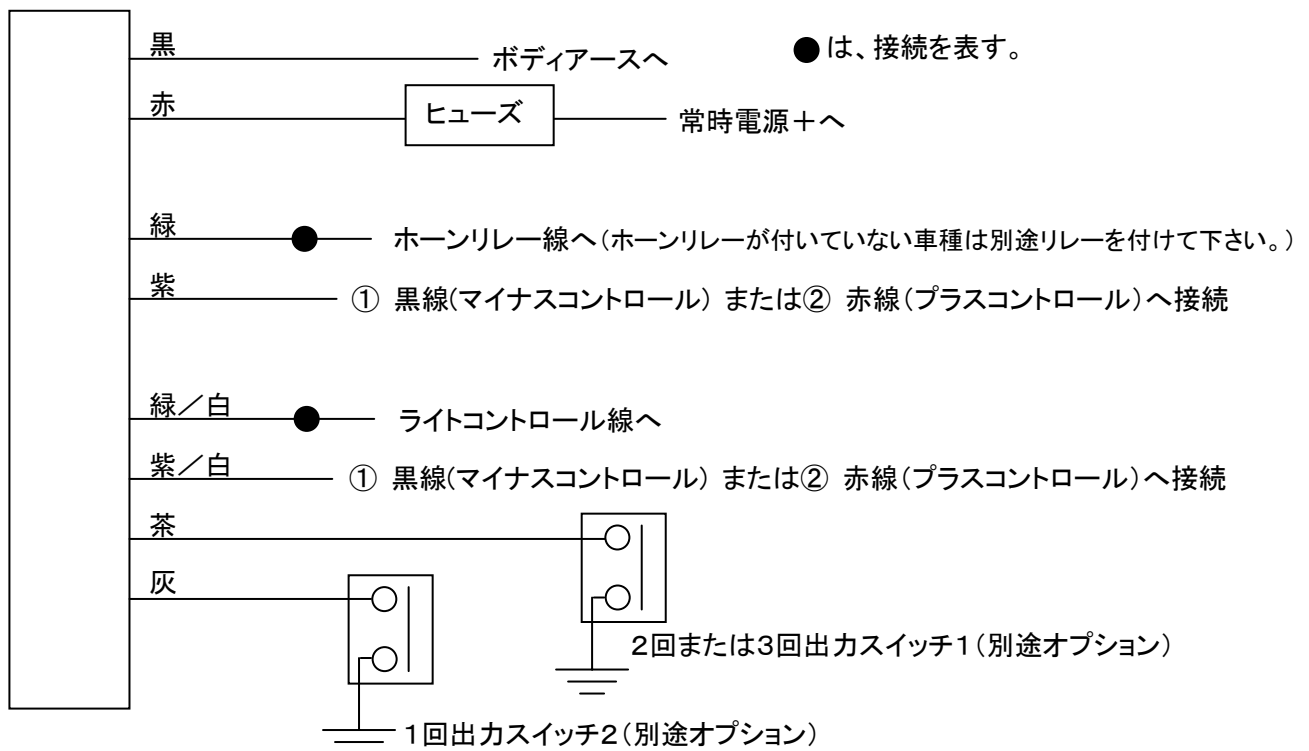 黒
ボディアースへ
●は、接続を表す。
赤
ヒューズ
常時電源＋へ
緑
ホーンリレー線へ（ホーンリレーが付いていない車種は別途リレーを付けて下さい。）
紫
① 黒線(マイナスコントロール) または② 赤線（プラスコントロール）へ接続
緑／白
ライトコントロール線へ
紫／白
① 黒線(マイナスコントロール) または② 赤線（プラスコントロール）へ接続
茶
灰
2回または3回出力スイッチ1（別途オプション）
1回出力スイッチ2（別途オプション）